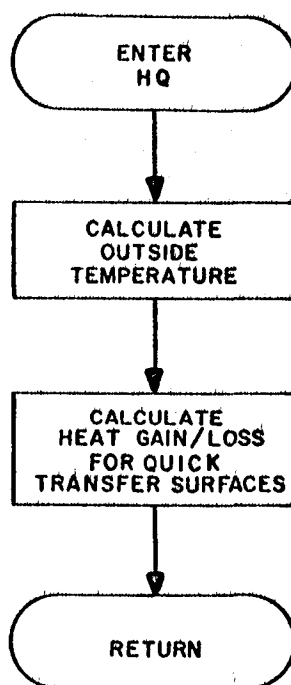 ENTER
HQ
CALCULATE
OUTSIDE
TEMPERATURE
CALCULATE
HEAT GAIN/LOSS
FOR QUICK
TRANSFER SURFACES
RETURN